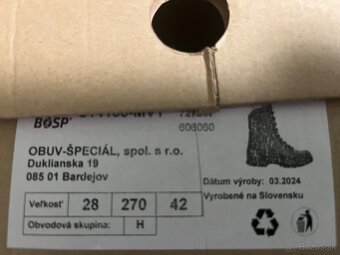 BOSP
606060
OBUV-ŠPECIÁL, spol. s r.o.
Duklianska 19
085 01 Bardejov
Dátum výroby: 03.2024
Vyrobené na Slovensku
Veľkosť 28 270 42
Obvodová skupina: H